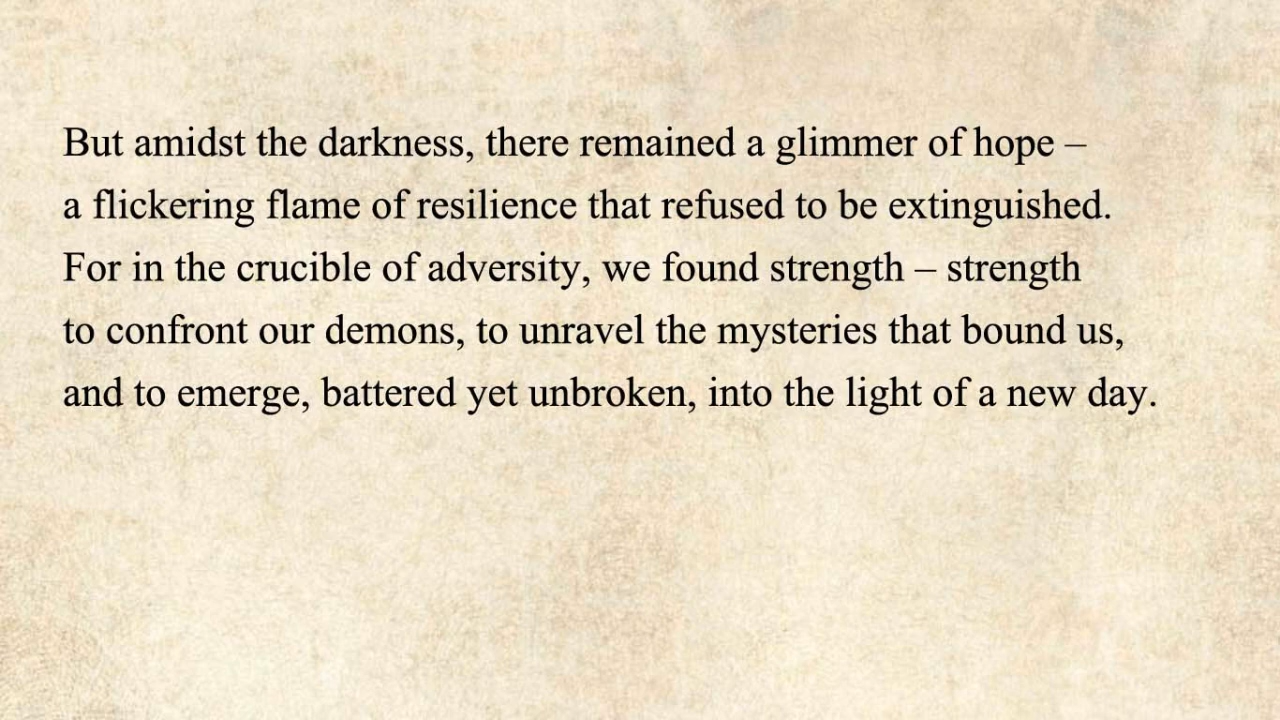 But amidst the darkness, there remained a glimmer of hope –
a flickering flame of resilience that refused to be extinguished.
For in the crucible of adversity, we found strength – strength
to confront our demons, to unravel the mysteries that bound us,
and to emerge, battered yet unbroken, into the light of a new day.